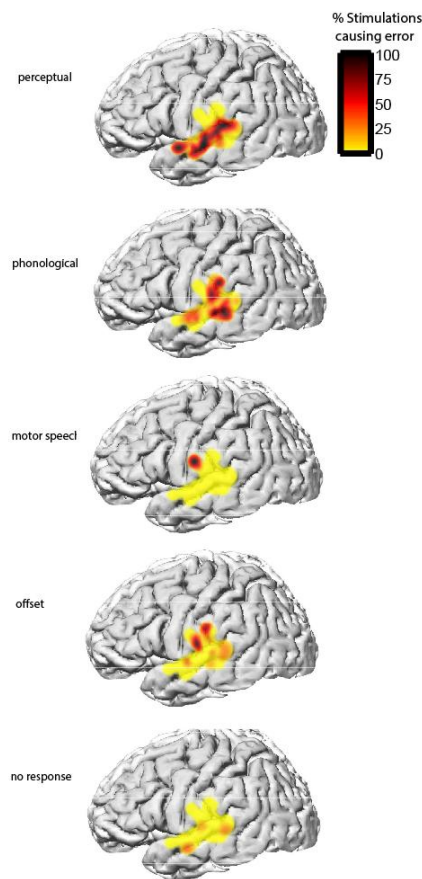 % Stimulations
causing error
100
75
50
25
0
perceptual
phonological
motor speecl
offset
no response